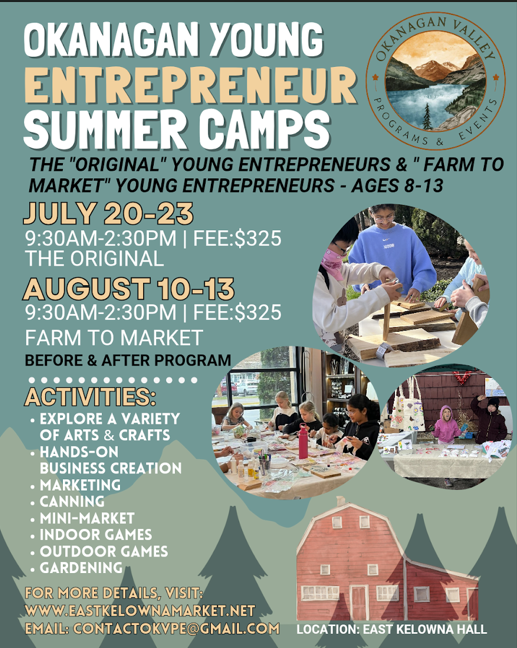 OKANAGAN YOUNG
ENTREPRENEUR
SUMMER CAMPS
OKANAGAN VALLEY
PROGRAMS & EVENTS
THE "ORIGINAL" YOUNG ENTREPRENEURS & " FARM TO
MARKET" YOUNG ENTREPRENEURS - AGES 8-13
JULY 20-23
9:30AM-2:30PM | FEE:$325
THE ORIGINAL
AUGUST 10-13
9:30AM-2:30PM | FEE:$325
FARM TO MARKET
BEFORE & AFTER PROGRAM
ACTIVITIES:
• EXPLORE A VARIETY
OF ARTS & CRAFTS
• HANDS-ON
BUSINESS CREATION
• MARKETING
• CANNING
• MINI-MARKET
• INDOOR GAMES
• OUTDOOR GAMES
• GARDENING
FOR MORE DETAILS, VISIT:
WWW.EASTKELOWNAMARKET.NET
EMAIL: CONTACTOKVPE@GMAIL.COM
LOCATION: EAST KELOWNA HALL